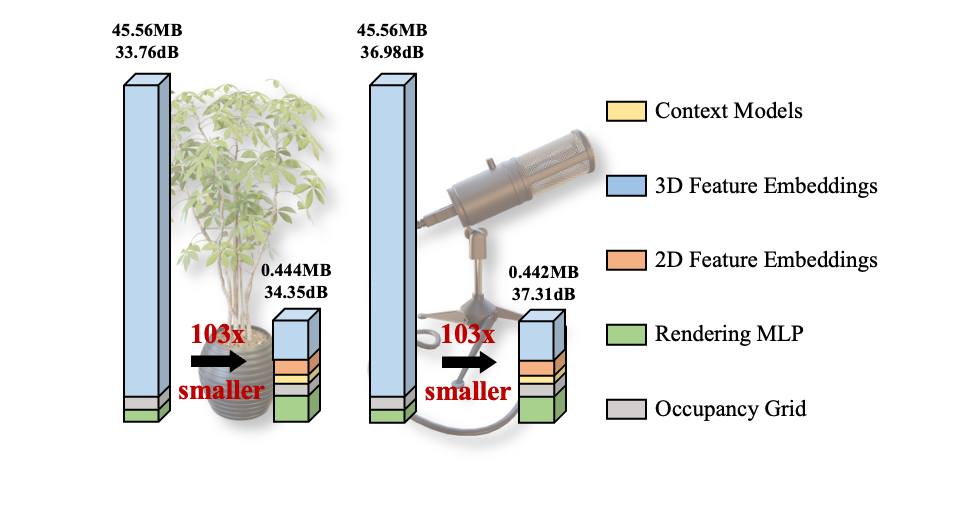 45.56MB
33.76dB
45.56MB
36.98dB
0.444MB
34.35dB
0.442MB
37.31dB
103x
smaller
103x
smaller
Context Models
3D Feature Embeddings
2D Feature Embeddings
Rendering MLP
Occupancy Grid